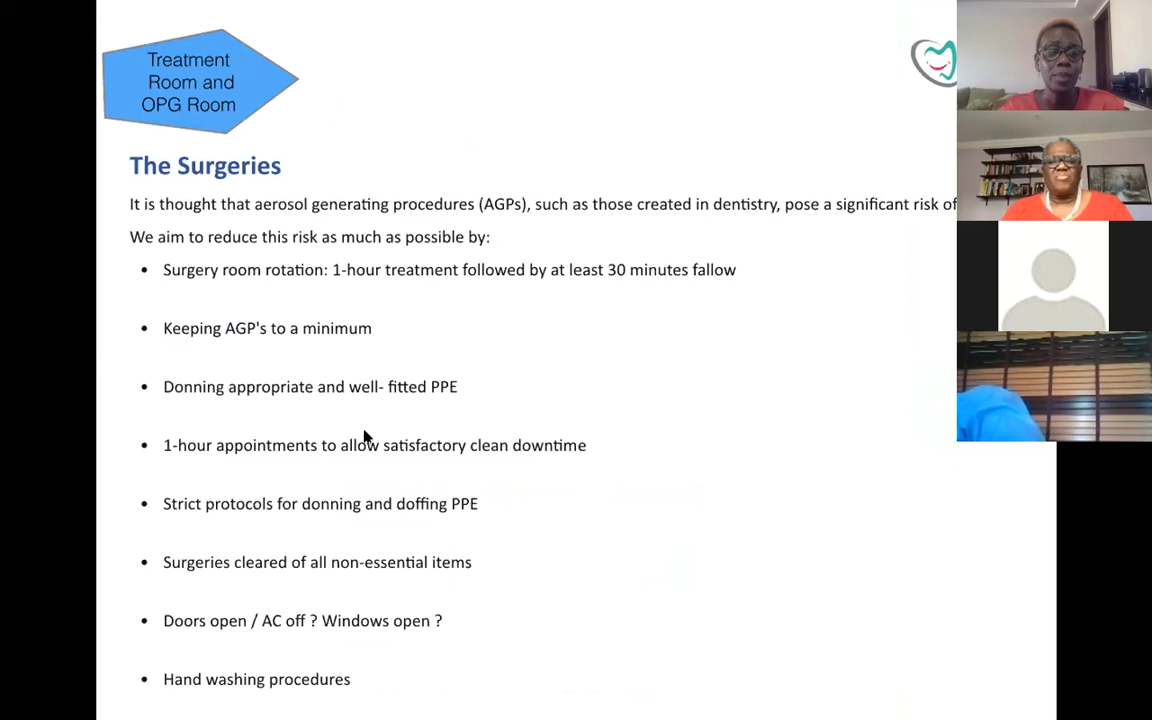 Treatment
Room and
OPG Room
The Surgeries
It is thought that aerosol generating procedures (AGPs), such as those created in dentistry, pose a significant risk of
We aim to reduce this risk as much as possible by:
• Surgery room rotation: 1-hour treatment followed by at least 30 minutes fallow
• Keeping AGP's to a minimum
• Donning appropriate and well- fitted PPE
• 1-hour appointments to allow satisfactory clean downtime
• Strict protocols for donning and doffing PPE
• Surgeries cleared of all non-essential items
• Doors open / AC off ? Windows open ?
• Hand washing procedures